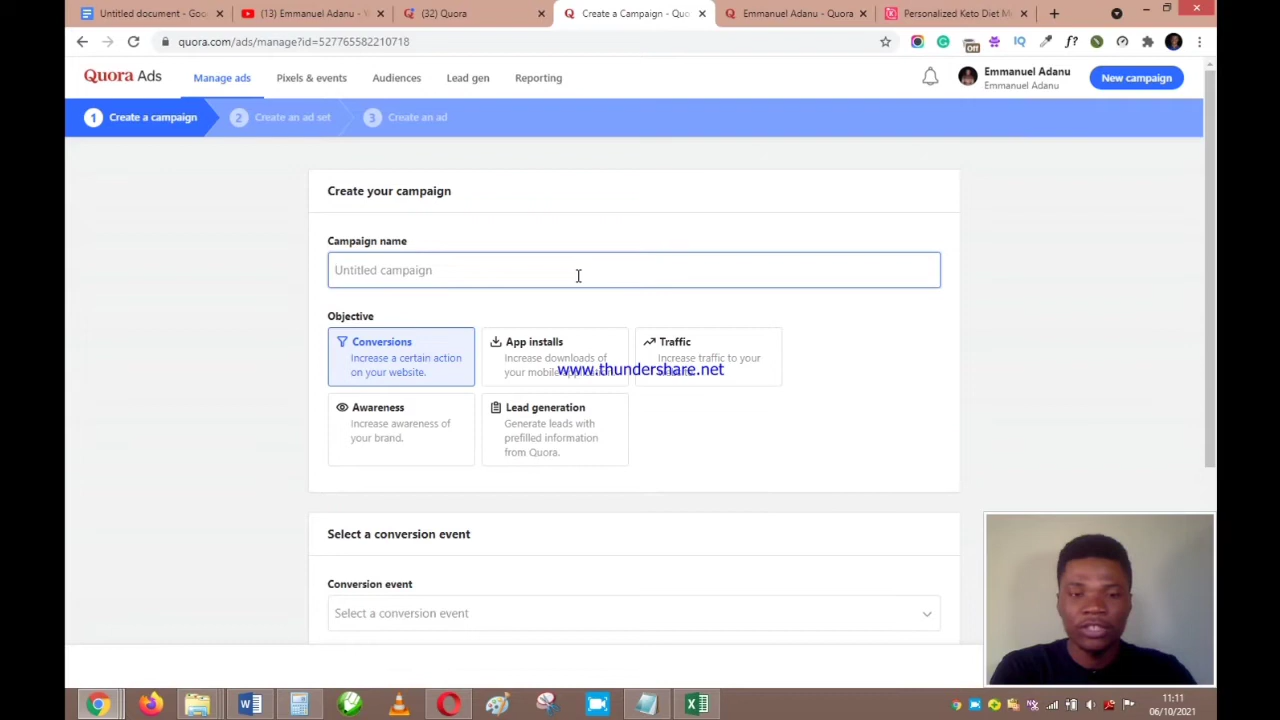 Untitled document - Goo
(13) Emmanuel Adanu - Y
(32) Quora
Create a Campaign - Quo
Emmanuel Adanu - Quora
Personalized Keto Diet M
quora.com/ads/manage?id=527765582210718
Off
IQ
f?
Quora Ads
Manage ads
Pixels & events
Audiences
Lead gen
Reporting
Emmanuel Adanu
Emmanuel Adanu
New campaign
1 Create a campaign
2 Create an ad set
3 Create an ad
Create your campaign
Campaign name
Untitled campaign
Objective
Conversions
Increase a certain action
on your website.
App installs
Increase downloads of
your mobile
Traffic
Increase traffic to your
www.thundershare.net
Awareness
Increase awareness of
your brand.
Lead generation
Generate leads with
prefilled information
from Quora.
Select a conversion event
Conversion event
Select a conversion event
11:11
06/10/2021